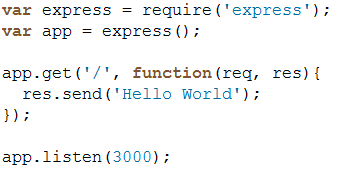 var express = require('express');
var app = express();

app.get('/', function(req, res){
  res.send('Hello World');
});

app.listen(3000);